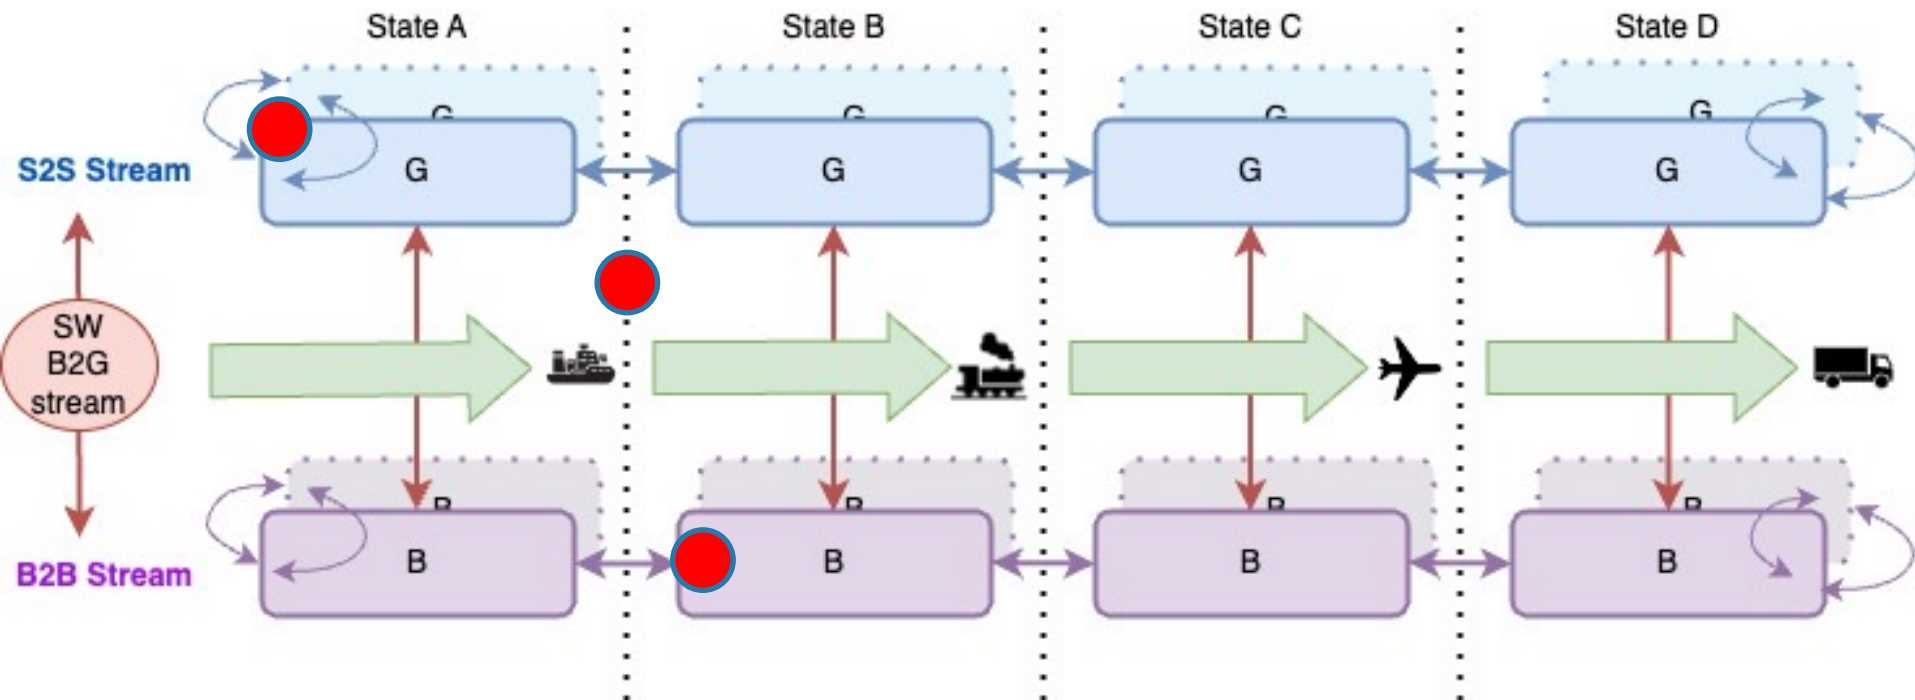 State A
State B
State C
State D
G
G
G
G
S2S Stream
G
G
G
G
SW
B2G
stream
B
B
B
B
B2B Stream
B
B
B
B